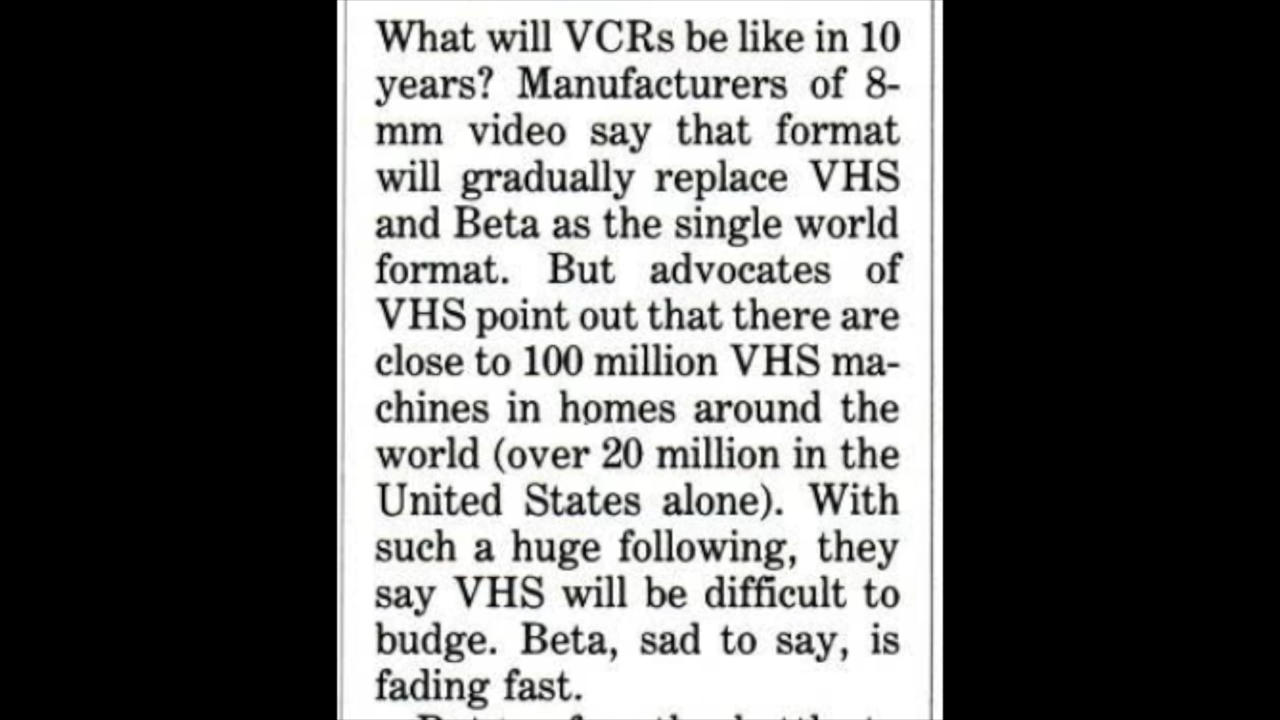 What will VCRs be like in 10
years? Manufacturers of 8-
mm video say that format
will gradually replace VHS
and Beta as the single world
format. But advocates of
VHS point out that there are
close to 100 million VHS ma-
chines in homes around the
world (over 20 million in the
United States alone). With
such a huge following, they
say VHS will be difficult to
budge. Beta, sad to say, is
fading fast.